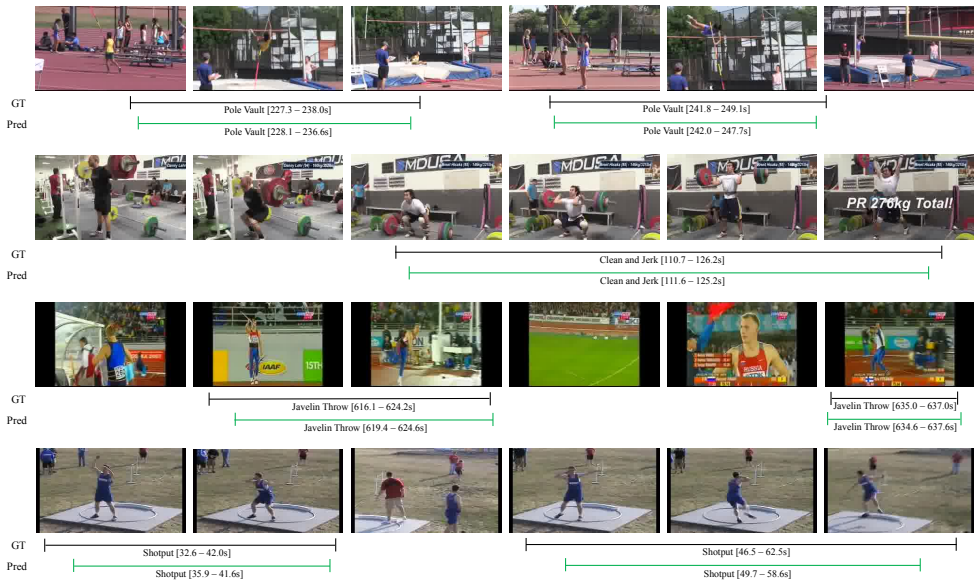 GT
Pole Vault [227.3 – 238.0s]
Pole Vault [241.8 – 249.1s]
Pred
Pole Vault [228.1 – 236.6s]
Pole Vault [242.0 – 247.7s]
SMDUSA
MDUSA
SMDUSA
PR 276kg Total!
GT
Clean and Jerk [110.7 – 126.2s]
Pred
Clean and Jerk [111.6 – 125.2s]
IAAF
15TH
RUSSIA
GT
Javelin Throw [616.1 – 624.2s]
Javelin Throw [635.0 – 637.0s]
Pred
Javelin Throw [619.4 – 624.6s]
Javelin Throw [634.6 – 637.6s]
GT
Shotput [32.6 – 42.0s]
Shotput [46.5 – 62.5s]
Pred
Shotput [35.9 – 41.6s]
Shotput [49.7 – 58.6s]